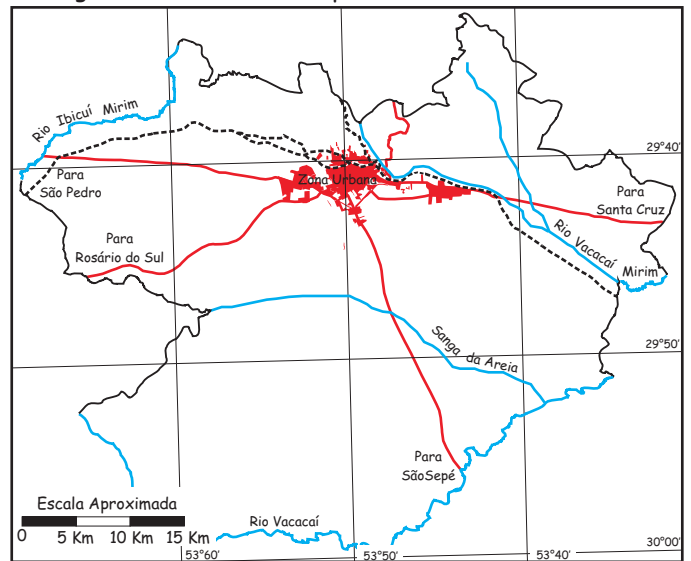 Rio Ibicuí Mirim
29°40'
Para
São Pedro
Zona Urbana
Para
Santa Cruz
Para
Rosário do Sul
Rio Vacacaí
Mirim
Sanga da Areia
29°50'
Para
SãoSepé
Escala Aproximada
0 5 Km 10 Km 15 Km
Rio Vacacaí
30°00'
53°60' 53°50' 53°40'